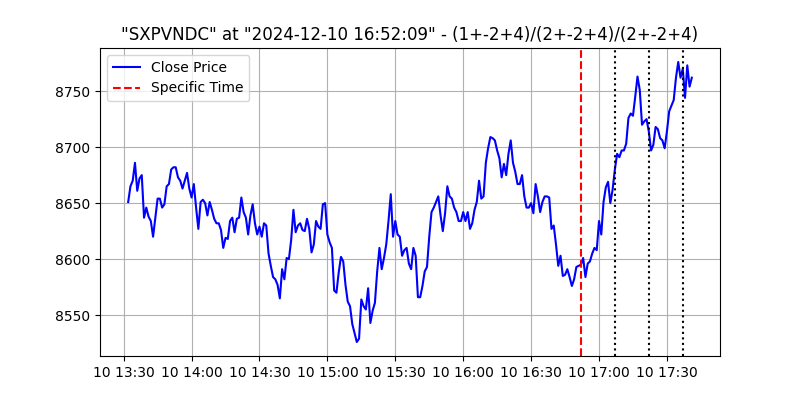 "SXPVNDC" at "2024-12-10 16:52:09" - (1+-2+4)/(2+-2+4)/(2+-2+4)
Close Price
Specific Time
8750
8700
8650
8600
8550
10 13:30 10 14:00 10 14:30 10 15:00 10 15:30 10 16:00 10 16:30 10 17:00 10 17:30